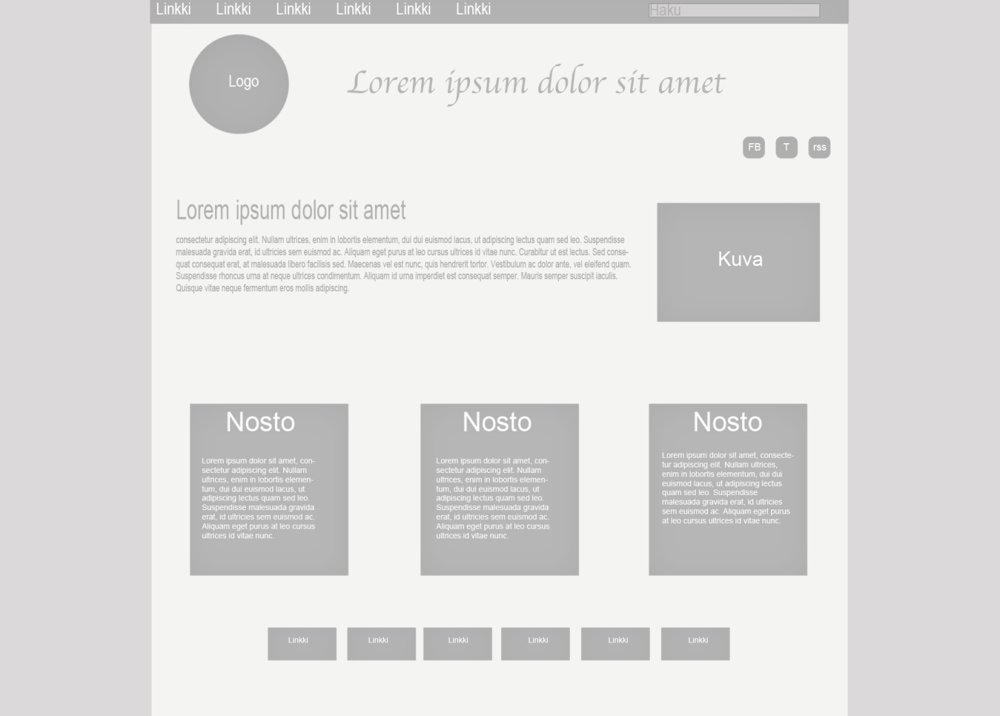 Linkki Linkki Linkki Linkki Linkki Linkki Haku
Logo
Lorem ipsum dolor sit amet
FB T rss
Lorem ipsum dolor sit amet
consectetur adipiscing elit. Nullam ultrices, enim in lobortis elementum, dui dui euismod lacus, ut adipiscing lectus quam sed leo. Suspendisse
malesuada gravida erat, id ultricies sem euismod ac. Aliquam eget purus at leo cursus ultrices id vitae nunc. Curabitur ut est lectus. Sed conse-
quat consequat erat, at malesuada libero facilisis sed. Maecenas vel est nunc, quis hendrerit tortor. Vestibulum ac dolor ante, vel eleifend quam.
Suspendisse rhoncus urna at neque ultrices condimentum. Aliquam id urna imperdiet est consequat semper. Mauris semper suscipit iaculis.
Quisque vitae neque fermentum eros mollis adipiscing.
Kuva
Nosto
Lorem ipsum dolor sit amet, con-
sectetur adipiscing elit. Nullam
ultrices, enim in lobortis elemen-
tum, dui dui euismod lacus, ut
adipiscing lectus quam sed leo.
Suspendisse malesuada gravida
erat, id ultricies sem euismod ac.
Aliquam eget purus at leo cursus
ultrices id vitae nunc.
Nosto
Lorem ipsum dolor sit amet, con-
sectetur adipiscing elit. Nullam
ultrices, enim in lobortis elemen-
tum, dui dui euismod lacus, ut
adipiscing lectus quam sed leo.
Suspendisse malesuada gravida
erat, id ultricies sem euismod ac.
Aliquam eget purus at leo cursus
ultrices id vitae nunc.
Nosto
Lorem ipsum dolor sit amet, consecte-
tur adipiscing elit. Nullam ultrices,
enim in lobortis elementum, dui dui
euismod lacus, ut adipiscing lectus
quam sed leo. Suspendisse
malesuada gravida erat, id ultricies
sem euismod ac. Aliquam eget purus
at leo cursus ultrices id vitae nunc.
Linkki Linkki Linkki Linkki Linkki Linkki